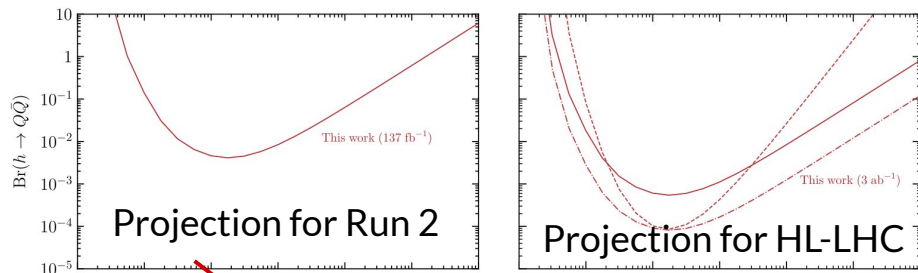 10
1
10⁻¹
10⁻²
10⁻³
10⁻⁴
10⁻⁵
Br(h → QQ̄)
This work (137 fb⁻¹)
Projection for Run 2
This work (3 ab⁻¹)
Projection for HL-LHC